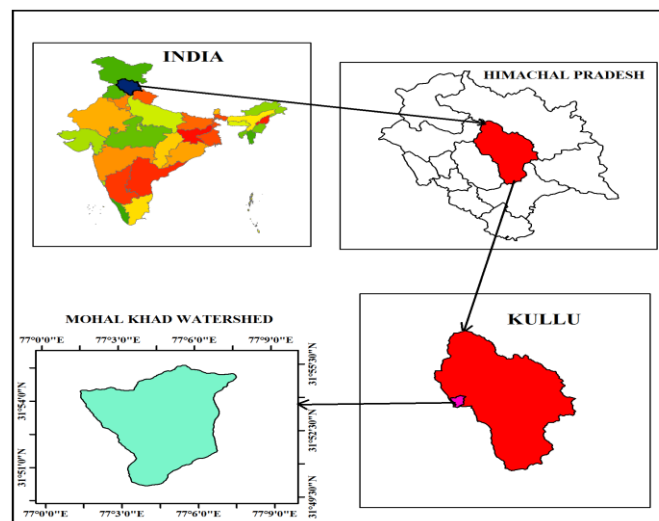 INDIA
HIMACHAL PRADESH
MOHAL KHAD WATERSHED
77°0'0"E 77°3'0"E 77°6'0"E 77°9'0"E
31°54'0"N
31°51'0"N
31°55'30"N
31°52'30"N
31°49'30"N
77°0'0"E 77°3'0"E 77°6'0"E 77°9'0"E
KULLU